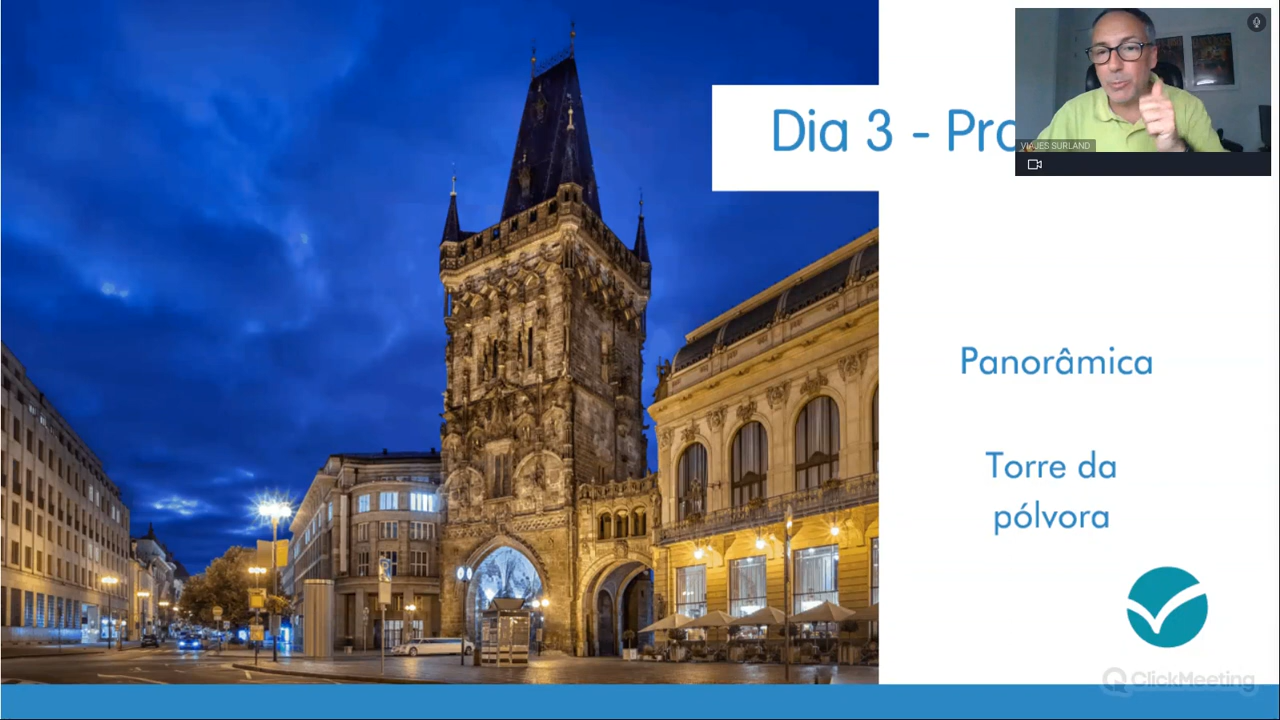 Dia 3 - Pra
VIAJES SURLAND
Panorâmica
Torre da
pólvora
ClickMeeting